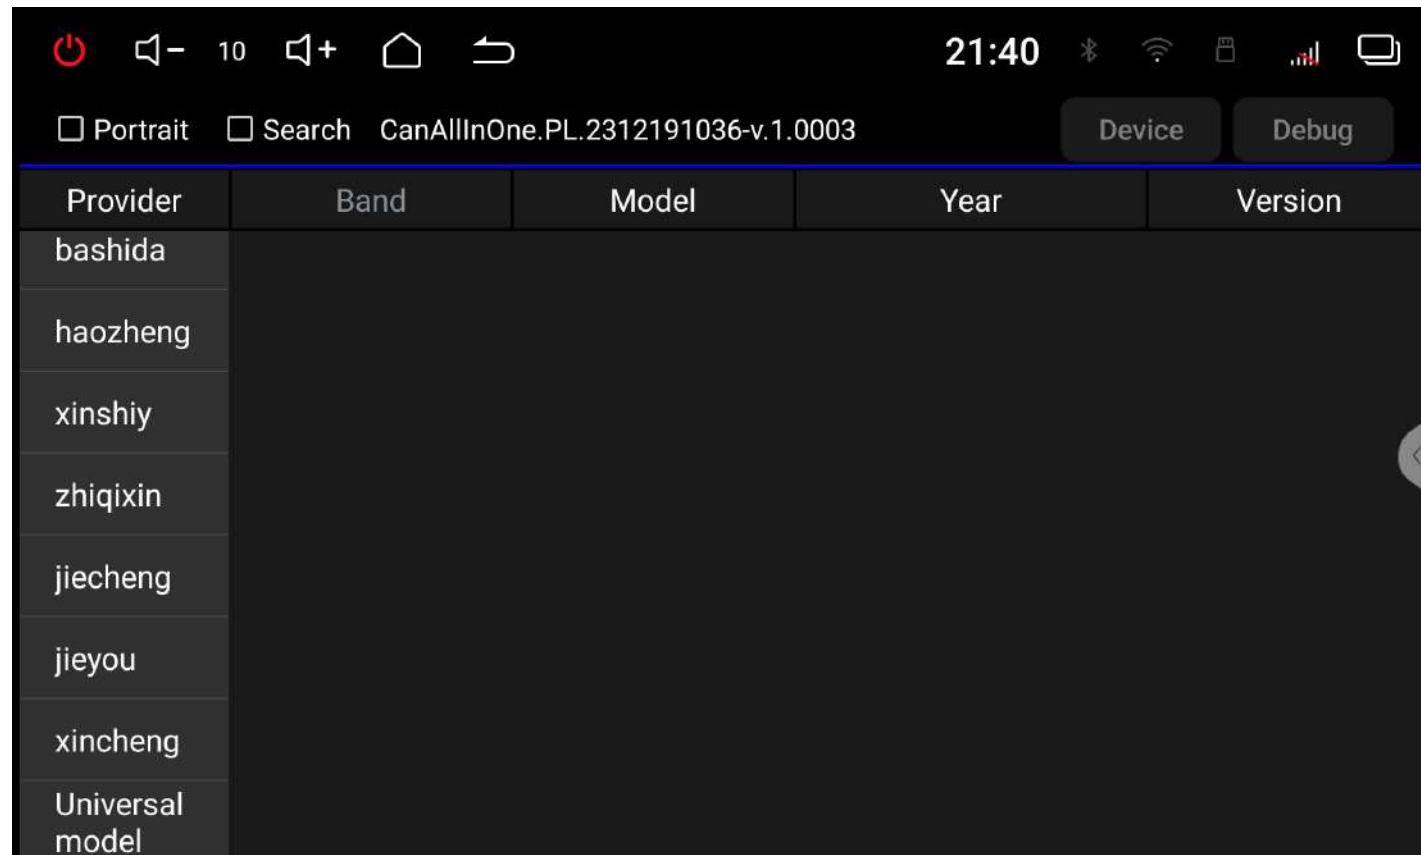 10
21:40
Portrait Search CanAllInOne.PL.2312191036-v.1.0003 Device Debug
Provider Band Model Year Version
bashida
haozheng
xinshiy
zhiqixin
jiecheng
jieyou
xincheng
Universal
model